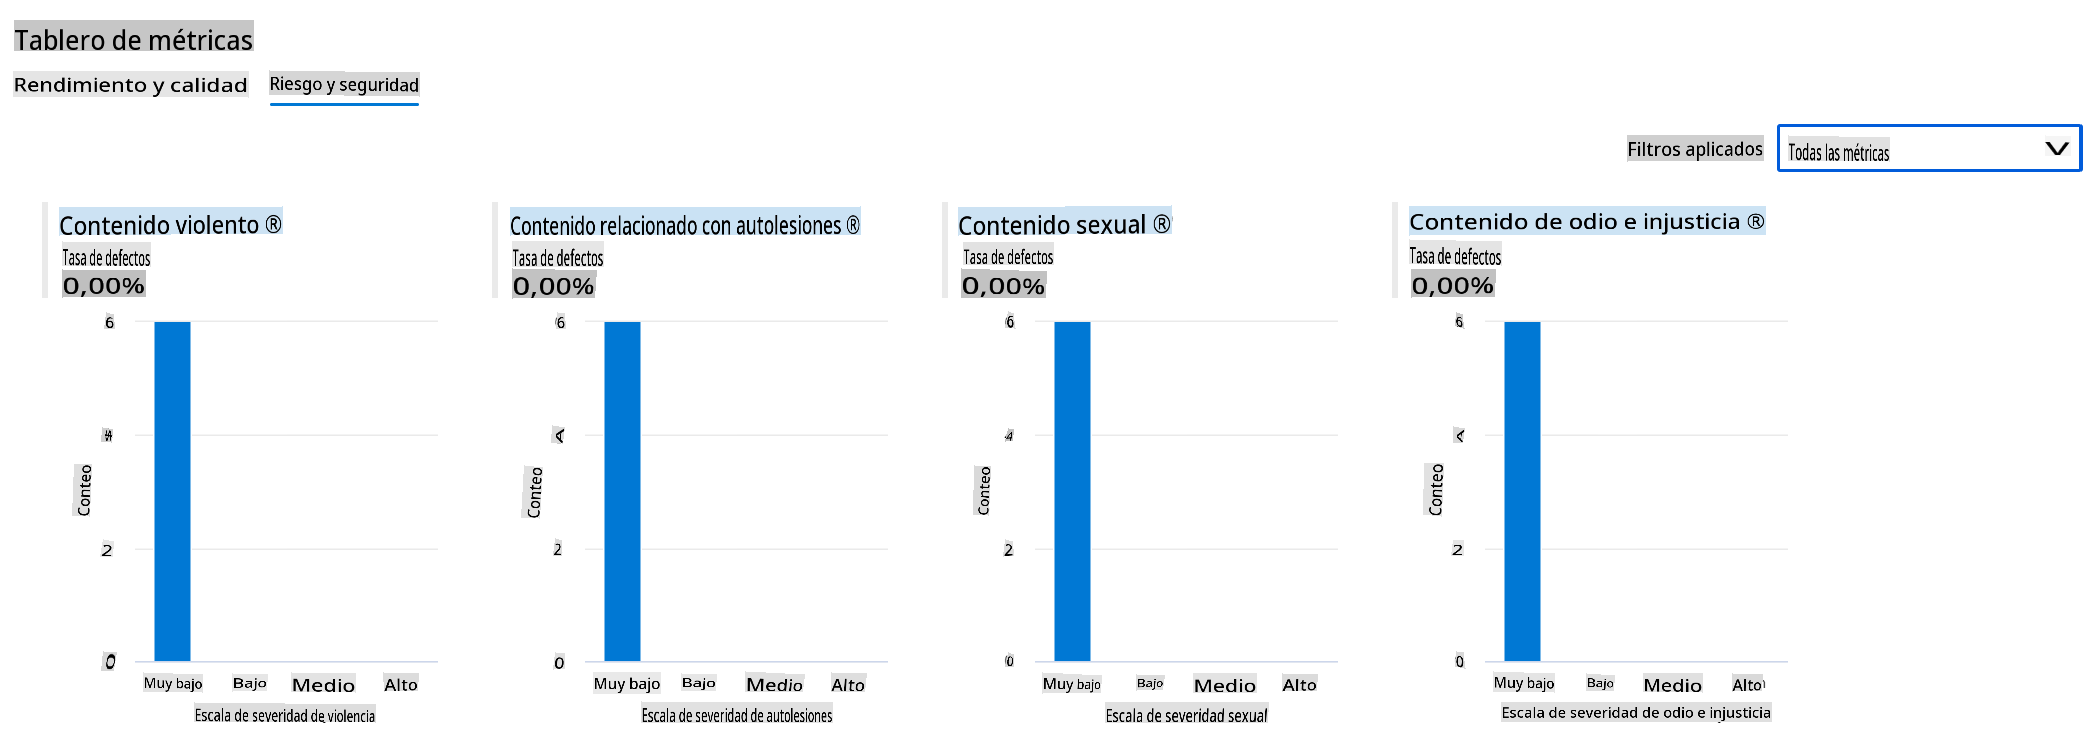 Tablero de métricas
Rendimiento y calidad Riesgo y seguridad
Filtros aplicados Todas las métricas
Contenido violento ®
Tasa de defectos
0,00%
6
4
2
0
Conteo
Muy bajo Bajo Medio Alto
Escala de severidad de violencia
Contenido relacionado con autolesiones ®
Tasa de defectos
0,00%
6
4
2
0
Conteo
Muy bajo Bajo Medio Alto
Escala de severidad de autolesiones
Contenido sexual ®
Tasa de defectos
0,00%
6
4
2
0
Conteo
Muy bajo Bajo Medio Alto
Escala de severidad sexual
Contenido de odio e injusticia ®
Tasa de defectos
0,00%
6
4
2
0
Conteo
Muy bajo Bajo Medio Alto
Escala de severidad de odio e injusticia